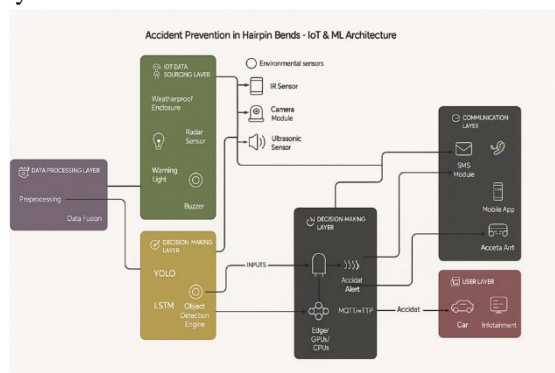 Accident Prevention in Hairpin Bends - IoT & ML Architecture
IOT DATA
SOURCING LAYER
Weatherproof
Enclosure
Radar
Sensor
Warning
Light
Buzzer
Environmental sensors
IR Sensor
Camera
Module
Ultrasonic
Sensor
DATA PROCESSING LAYER
Preprocessing
Data Fusion
DECISION-MAKING
LAYER
YOLO
LSTM
Object
Detection
Engine
INPUTS
DECISION-MAKING
LAYER
Accidat
Alert
MQTT/wTTP
Edge/
GPUs/
CPUs
COMMUNICATION
LAYER
SMS
Module
Mobile App
Acceta Arrt
Accidat
USER LAYER
Car
Infotainment